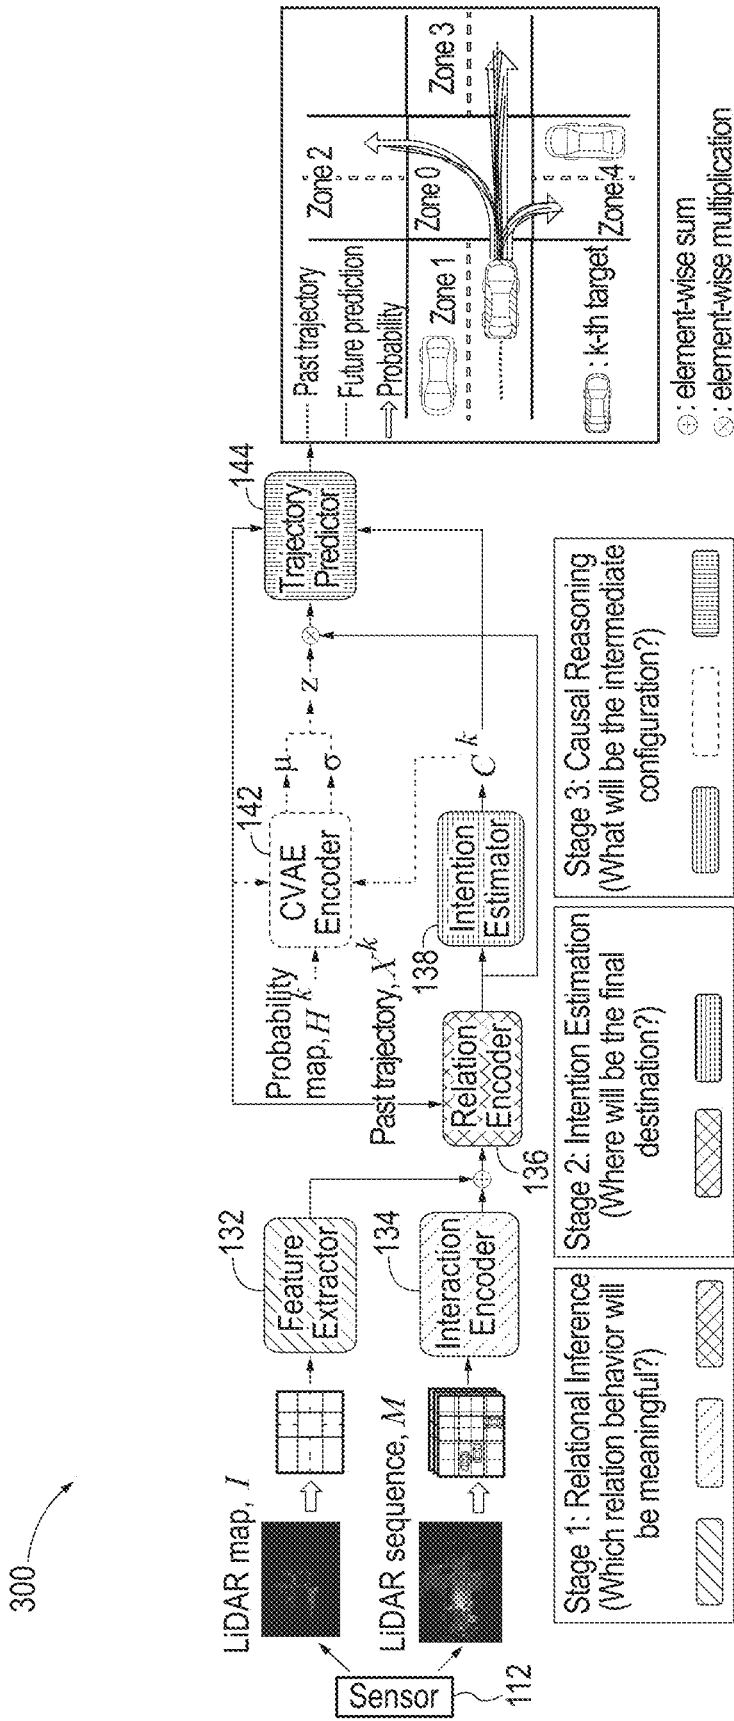 300
Sensor
112
LiDAR map, I
LiDAR sequence, M
Feature
Extractor
132
Interaction
Encoder
134
Relation
Encoder
136
Past trajectory, X^k
Probability
map, H^k
CVAE
Encoder
142
μ
σ
z
Intention
Estimator
138
C^k
Trajectory
Predictor
144
Past trajectory
Future prediction
Probability
Zone 2
Zone 1
Zone 0
Zone 3
Zone 4
: k-th target
⊕: element-wise sum
⊗: element-wise multiplication
Stage 1: Relational Inference
(Which relation behavior will
be meaningful?)
Stage 2: Intention Estimation
(Where will be the final
destination?)
Stage 3: Causal Reasoning
(What will be the intermediate
configuration?)